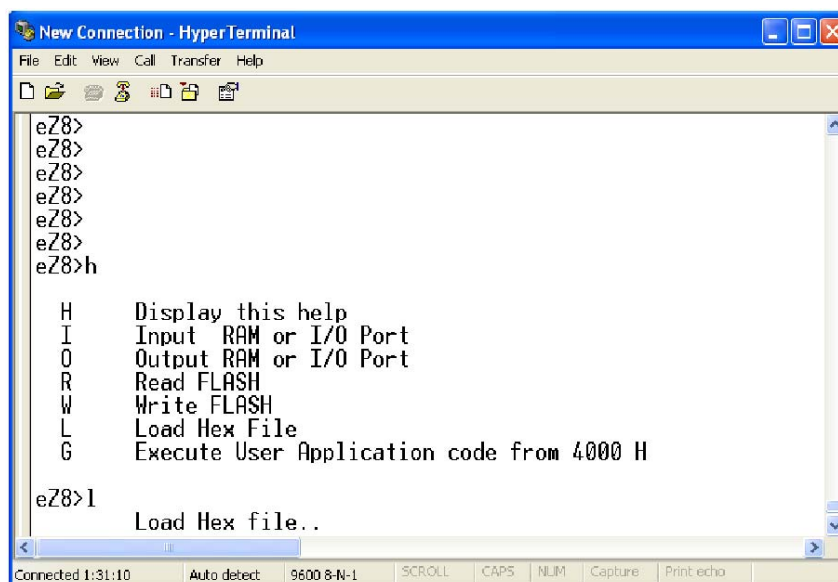 New Connection - HyperTerminal
File Edit View Call Transfer Help
eZ8>
eZ8>
eZ8>
eZ8>
eZ8>
eZ8>
eZ8>h
H Display this help
I Input RAM or I/O Port
O Output RAM or I/O Port
R Read FLASH
W Write FLASH
L Load Hex File
G Execute User Application code from 4000 H
eZ8>l
Load Hex file..
Connected 1:31:10 Auto detect 9600 8-N-1 SCROLL CAPS NUM Capture Print echo